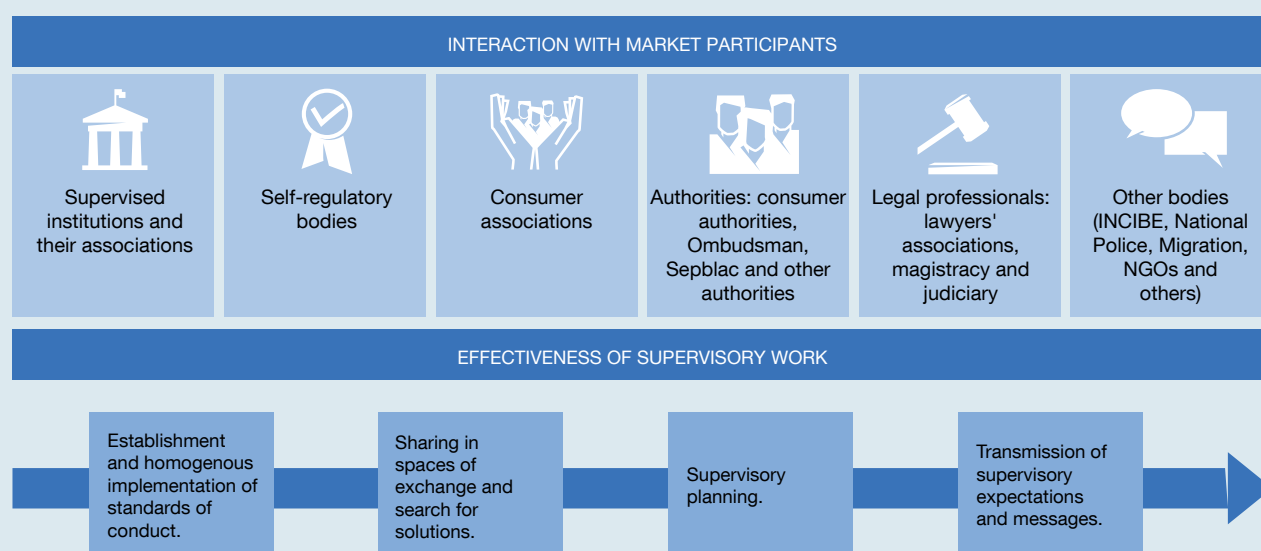 INTERACTION WITH MARKET PARTICIPANTS
Supervised
institutions and
their associations
Self-regulatory
bodies
Consumer
associations
Authorities: consumer
authorities,
Ombudsman,
Sepblac and other
authorities
Legal professionals:
lawyers'
associations,
magistracy and
judiciary
Other bodies
(INCIBE, National
Police, Migration,
NGOs and
others)
EFFECTIVENESS OF SUPERVISORY WORK
Establishment
and homogenous
implementation of
standards of
conduct.
Sharing in
spaces of
exchange and
search for
solutions.
Supervisory
planning.
Transmission of
supervisory
expectations
and messages.